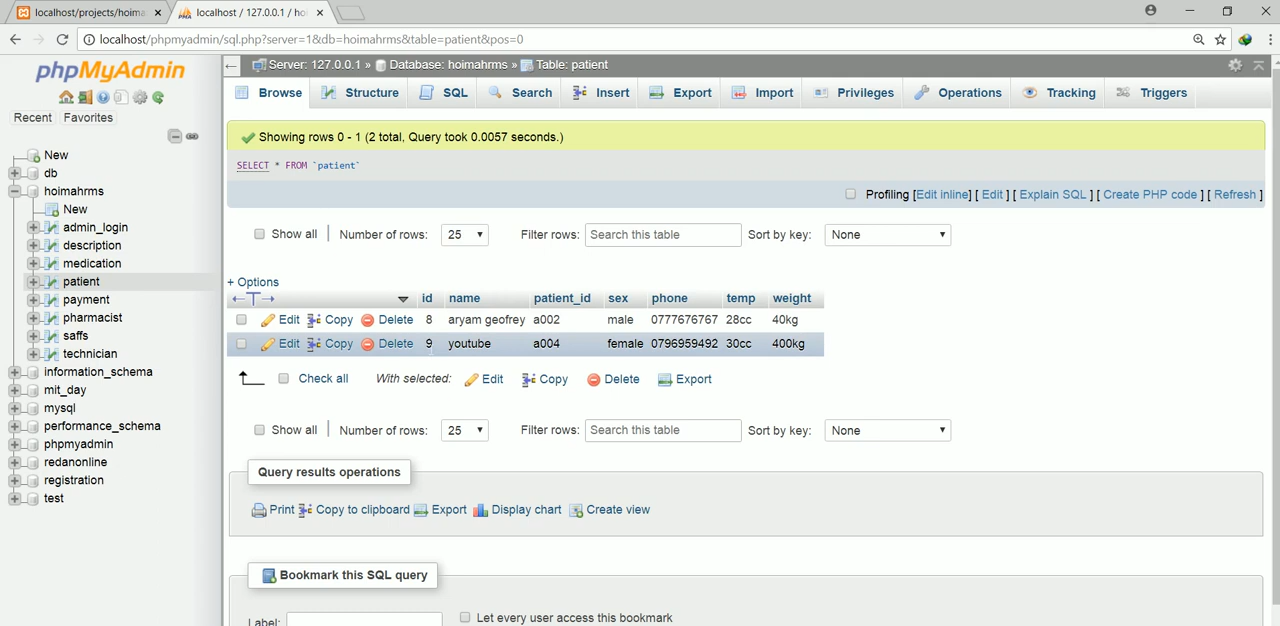 localhost/projects/hoima
localhost / 127.0.0.1 / ho
localhost/phpmyadmin/sql.php?server=1&db=hoimahrms&table=patient&pos=0
phpMyAdmin
Recent Favorites
New
db
hoimahrms
New
admin_login
description
medication
patient
payment
pharmacist
saffs
technician
information_schema
mit_day
mysql
performance_schema
phpmyadmin
redanonline
registration
test
Server: 127.0.0.1 » Database: hoimahrms » Table: patient
Browse Structure SQL Search Insert Export Import Privileges Operations Tracking Triggers
Showing rows 0 - 1 (2 total, Query took 0.0057 seconds.)
SELECT * FROM `patient`
Profiling [Edit inline] [ Edit ] [ Explain SQL ] [ Create PHP code ] [ Refresh ]
Show all Number of rows: 25 Filter rows: Search this table Sort by key: None
+ Options
id name patient_id sex phone temp weight
Edit Copy Delete 8 aryam geofrey a002 male 0777676767 28cc 40kg
Edit Copy Delete 9 youtube a004 female 0796959492 30cc 400kg
Check all With selected: Edit Copy Delete Export
Show all Number of rows: 25 Filter rows: Search this table Sort by key: None
Query results operations
Print Copy to clipboard Export Display chart Create view
Bookmark this SQL query
Label: Let every user access this bookmark